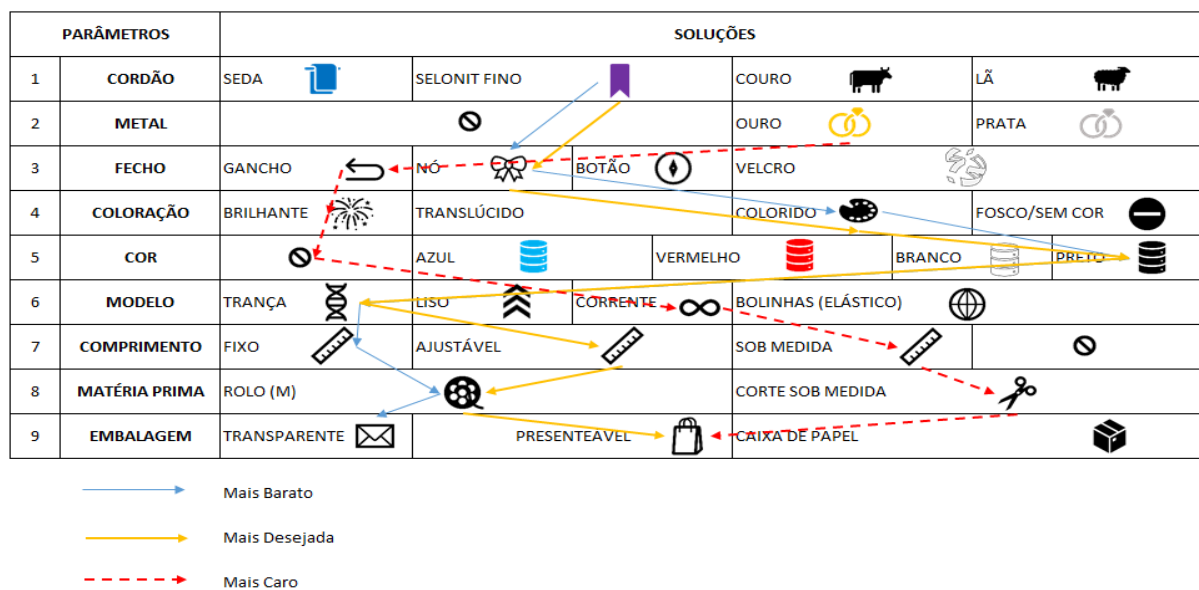 PARÂMETROS SOLUÇÕES
1 CORDÃO SEDA SELONIT FINO COURO LÃ
2 METAL OURO PRATA
3 FECHO GANCHO NÓ BOTÃO VELCRO
4 COLORAÇÃO BRILHANTE TRANSLÚCIDO COLORIDO FOSCO/SEM COR
5 COR AZUL VERMELHO BRANCO PRETO
6 MODELO TRANÇA LISO CORRENTE BOLINHAS (ELÁSTICO)
7 COMPRIMENTO FIXO AJUSTÁVEL SOB MEDIDA
8 MATÉRIA PRIMA ROLO (M) CORTE SOB MEDIDA
9 EMBALAGEM TRANSPARENTE PRESENTEAVEL CAIXA DE PAPEL
Mais Barato
Mais Desejada
Mais Caro